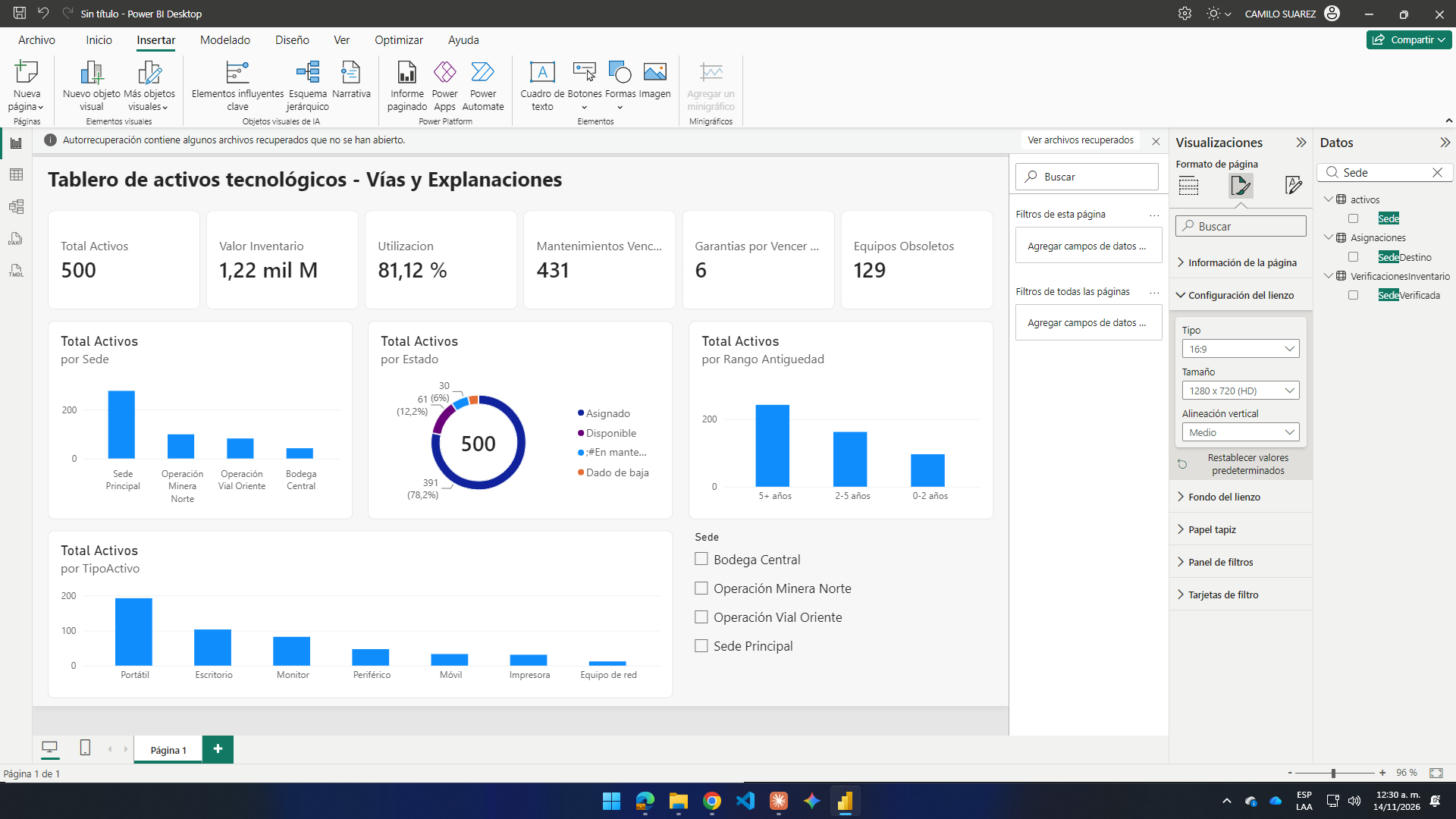 Sin título - Power BI Desktop
CAMILO SUAREZ
Archivo Inicio Insertar Modelado Diseño Ver Optimizar Ayuda
Compartir
Nueva página
Nuevo objeto visual
Más objetos visuales
Elementos influyentes clave
Esquema jerárquico
Narrativa
Informe paginado
Power Apps
Power Automate
Cuadro de texto
Botones
Formas
Imagen
Agregar un minigráfico
Páginas
Elementos visuales
Objetos visuales de IA
Power Platform
Elementos
Minigráficos
Autorrecuperación contiene algunos archivos recuperados que no se han abierto.
Ver archivos recuperados
Tablero de activos tecnológicos - Vías y Explanaciones
Total Activos
500
Valor Inventario
1,22 mil M
Utilizacion
81,12 %
Mantenimientos Venc...
431
Garantias por Vencer ...
6
Equipos Obsoletos
129
Total Activos
por Sede
200
0
Sede Principal
Operación Minera Norte
Operación Vial Oriente
Bodega Central
Total Activos
por Estado
30
(6%)
61
(12,2%)
500
391
(78,2%)
Asignado
Disponible
;#En mante...
Dado de baja
Total Activos
por Rango Antiguedad
200
0
5+ años
2-5 años
0-2 años
Total Activos
por TipoActivo
200
100
0
Portátil
Escritorio
Monitor
Periférico
Móvil
Impresora
Equipo de red
Sede
Bodega Central
Operación Minera Norte
Operación Vial Oriente
Sede Principal
Buscar
Filtros de esta página
...
Agregar campos de datos ...
Filtros de todas las páginas
...
Agregar campos de datos ...
Visualizaciones
Formato de página
Buscar
Información de la página
Configuración del lienzo
Tipo
16:9
Tamaño
1280 x 720 (HD)
Alineación vertical
Medio
Restablecer valores predeterminados
Fondo del lienzo
Papel tapiz
Panel de filtros
Tarjetas de filtro
Datos
Sede
activos
Sede
Asignaciones
SedeDestino
VerificacionesInventario
SedeVerificada
Página 1
+
Página 1 de 1
- + 96 %
ESP
LAA
12:30 a. m.
14/11/2026